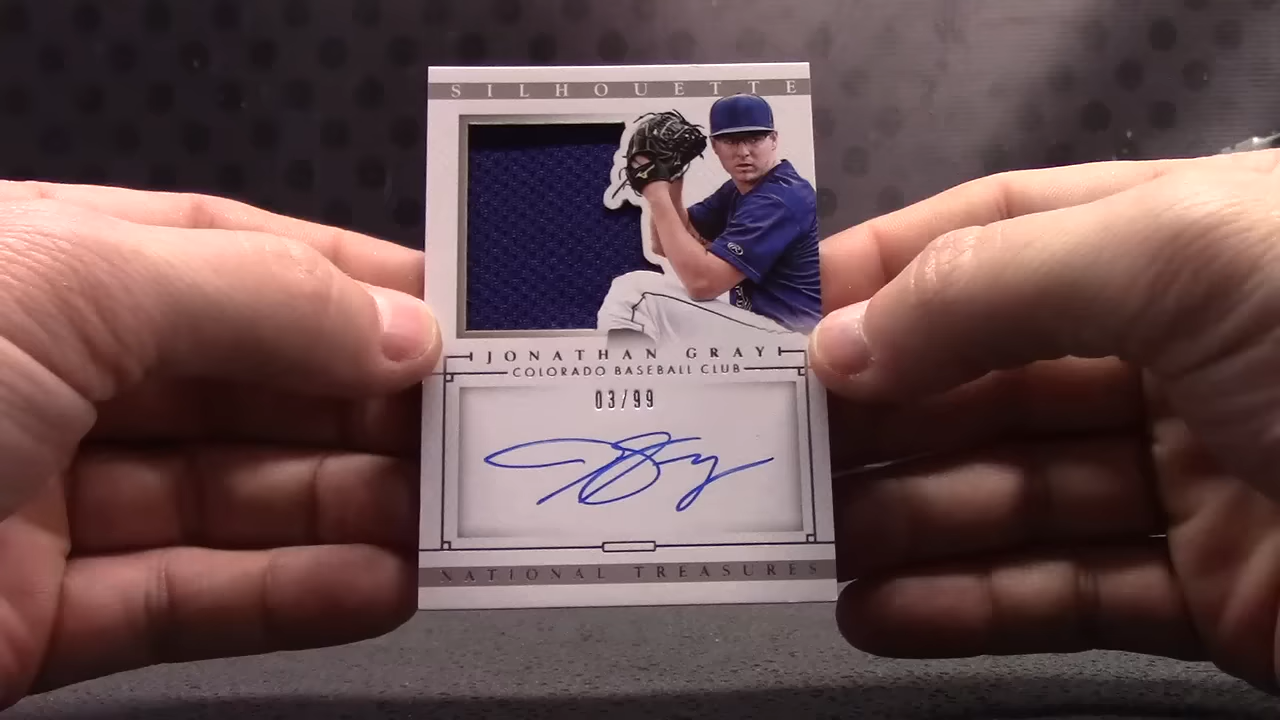 SILHOUETTE
JONATHAN GRAY
COLORADO BASEBALL CLUB
03/99
NATIONAL TREASURES